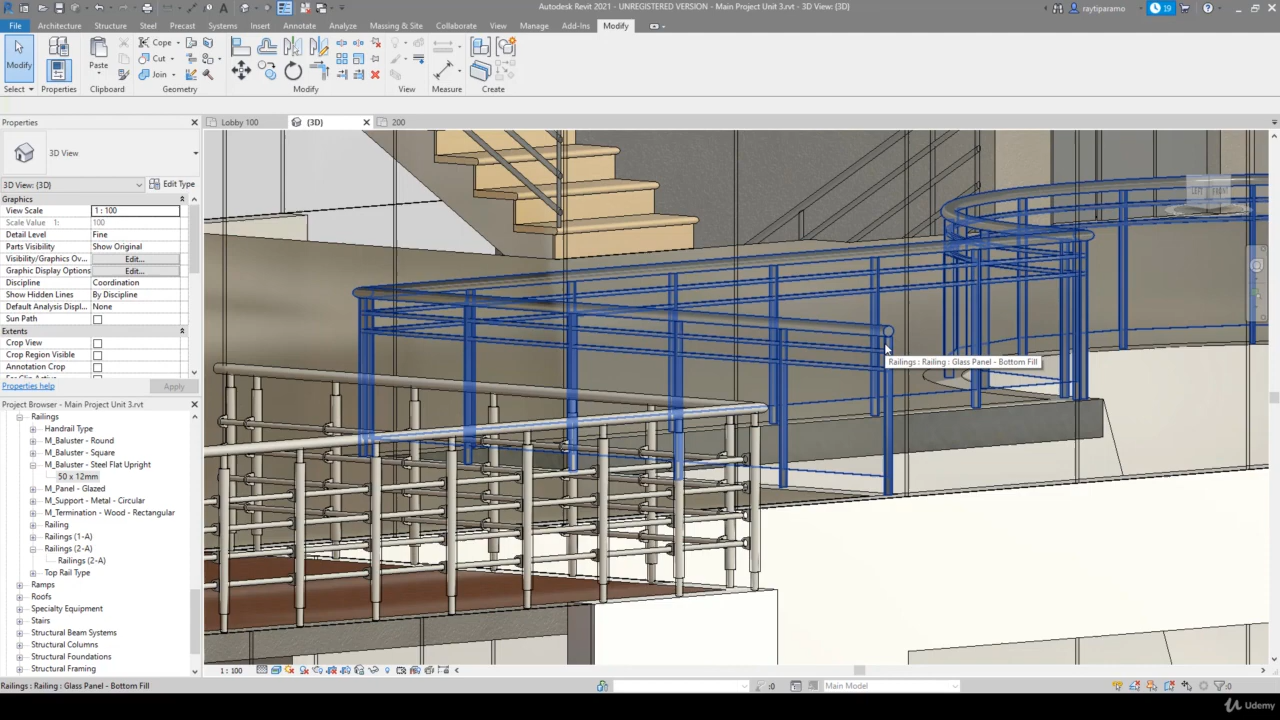 Autodesk Revit 2021 - UNREGISTERED VERSION - Main Project Unit 3.rvt - 3D View: {3D}
raytiparamo
19
File Architecture Structure Steel Precast Systems Insert Annotate Analyze Massing & Site Collaborate View Manage Add-Ins Modify
Modify
Paste
Cope
Cut
Join
Select Properties Clipboard Geometry Modify View Measure Create
Properties
Lobby 100
{3D}
200
3D View
3D View: {3D}
Edit Type
Graphics
View Scale 1 : 100
Scale Value 1: 100
Detail Level Fine
Parts Visibility Show Original
Visibility/Graphics Ov... Edit...
Graphic Display Options Edit...
Discipline Coordination
Show Hidden Lines By Discipline
Default Analysis Displ... None
Sun Path
Extents
Crop View
Crop Region Visible
Annotation Crop
Properties help
Apply
Project Browser - Main Project Unit 3.rvt
Railings
Handrail Type
M_Baluster - Round
M_Baluster - Square
M_Baluster - Steel Flat Upright
50 x 12mm
M_Panel - Glazed
M_Support - Metal - Circular
M_Termination - Wood - Rectangular
Railing
Railings (1-A)
Railings (2-A)
Railings (2-A)
Top Rail Type
Ramps
Roofs
Specialty Equipment
Stairs
Structural Beam Systems
Structural Columns
Structural Foundations
Structural Framing
LEFT FRONT
Railings : Railing : Glass Panel - Bottom Fill
1 : 100
Railings : Railing : Glass Panel - Bottom Fill
:0
Main Model
:0
Udemy